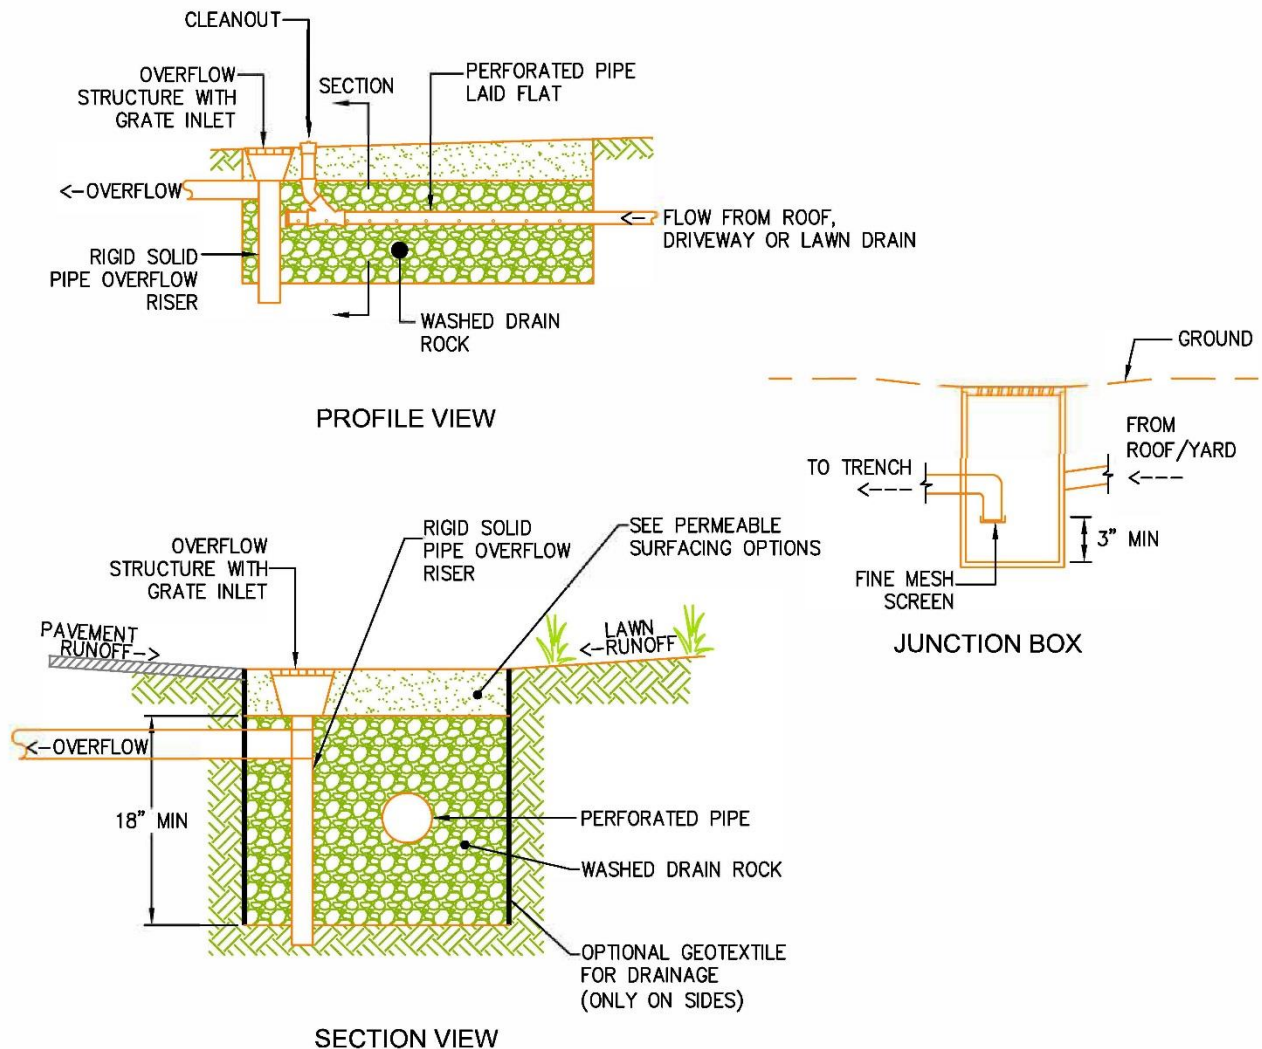 CLEANOUT
OVERFLOW
STRUCTURE WITH
GRATE INLET
SECTION
PERFORATED PIPE
LAID FLAT
OVERFLOW
FLOW FROM ROOF,
DRIVEWAY OR LAWN DRAIN
RIGID SOLID
PIPE OVERFLOW
RISER
WASHED DRAIN
ROCK
PROFILE VIEW
GROUND
FROM
ROOF/YARD
TO TRENCH
3" MIN
FINE MESH
SCREEN
JUNCTION BOX
OVERFLOW
STRUCTURE WITH
GRATE INLET
RIGID SOLID
PIPE OVERFLOW
RISER
SEE PERMEABLE
SURFACING OPTIONS
PAVEMENT
RUNOFF
LAWN
RUNOFF
OVERFLOW
18" MIN
PERFORATED PIPE
WASHED DRAIN ROCK
OPTIONAL GEOTEXTILE
FOR DRAINAGE
(ONLY ON SIDES)
SECTION VIEW